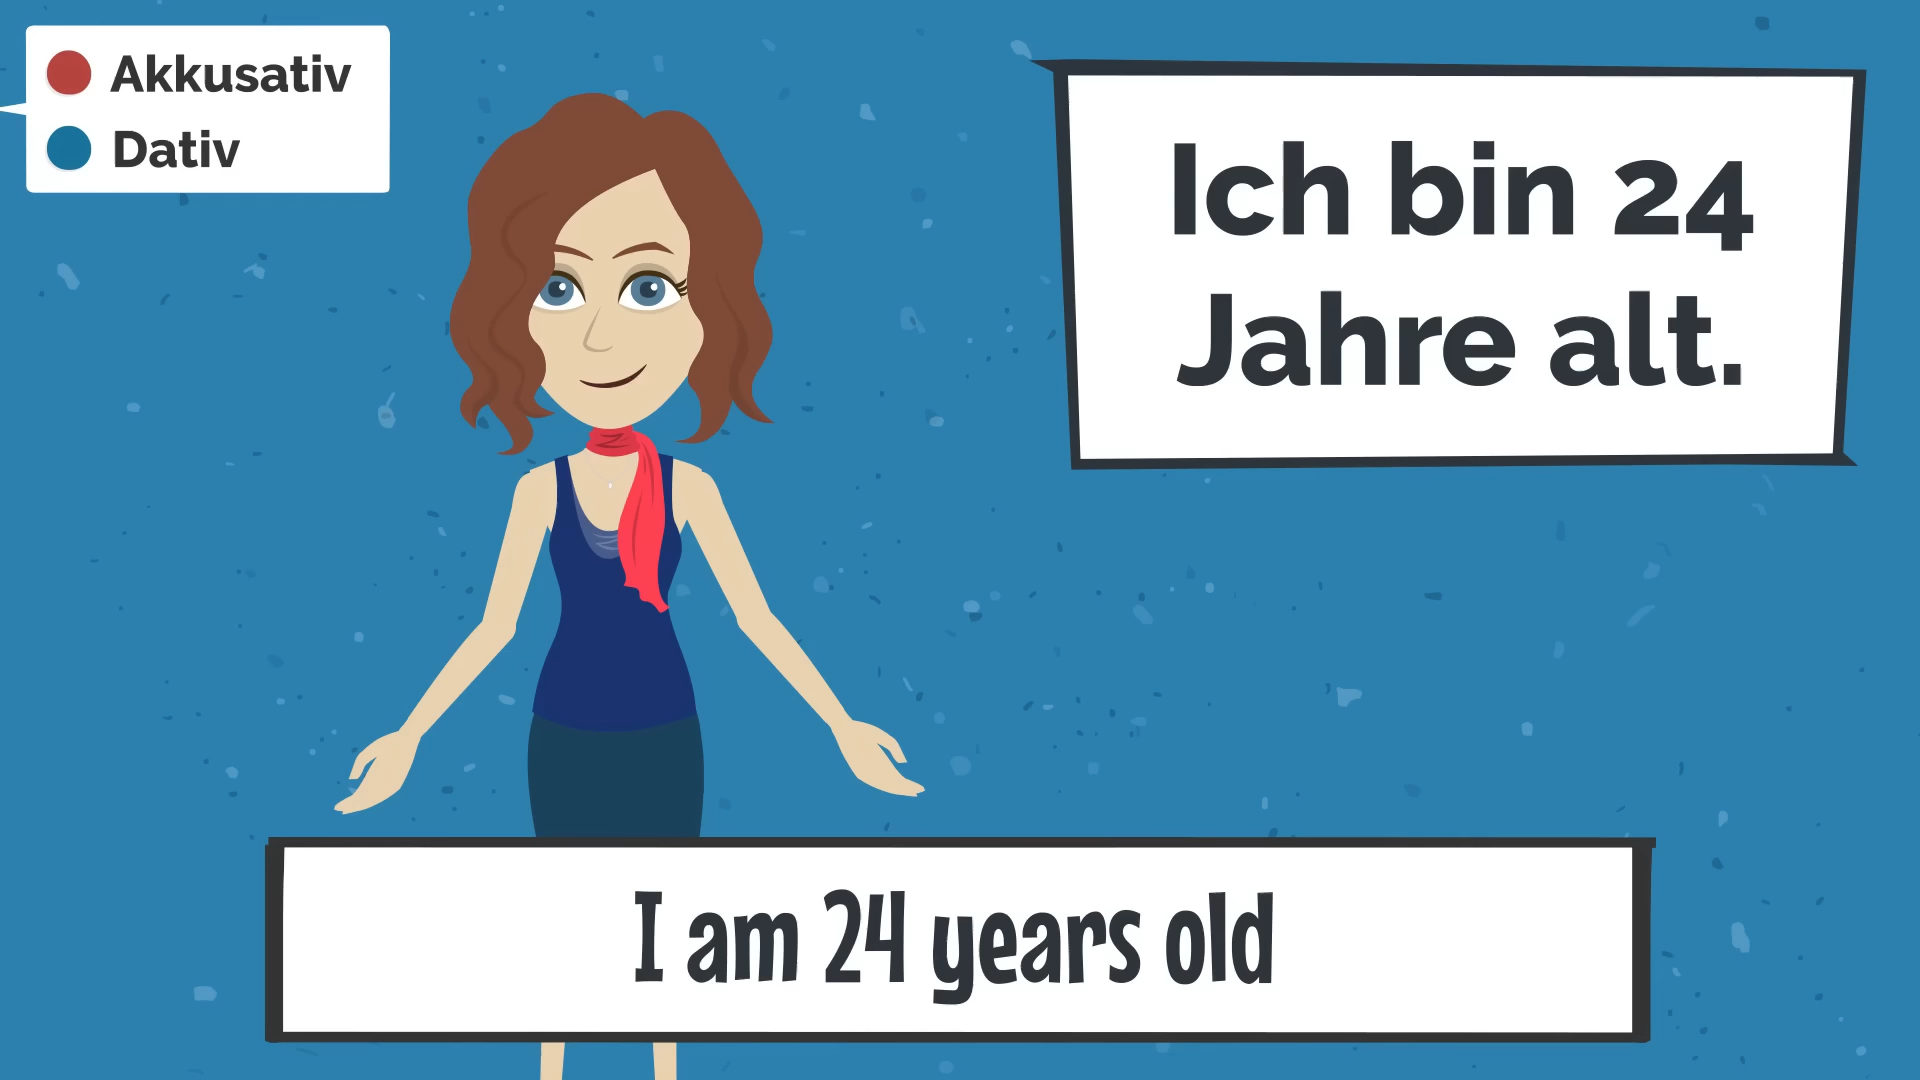 Akkusativ
Dativ
Ich bin 24
Jahre alt.
I am 24 years old